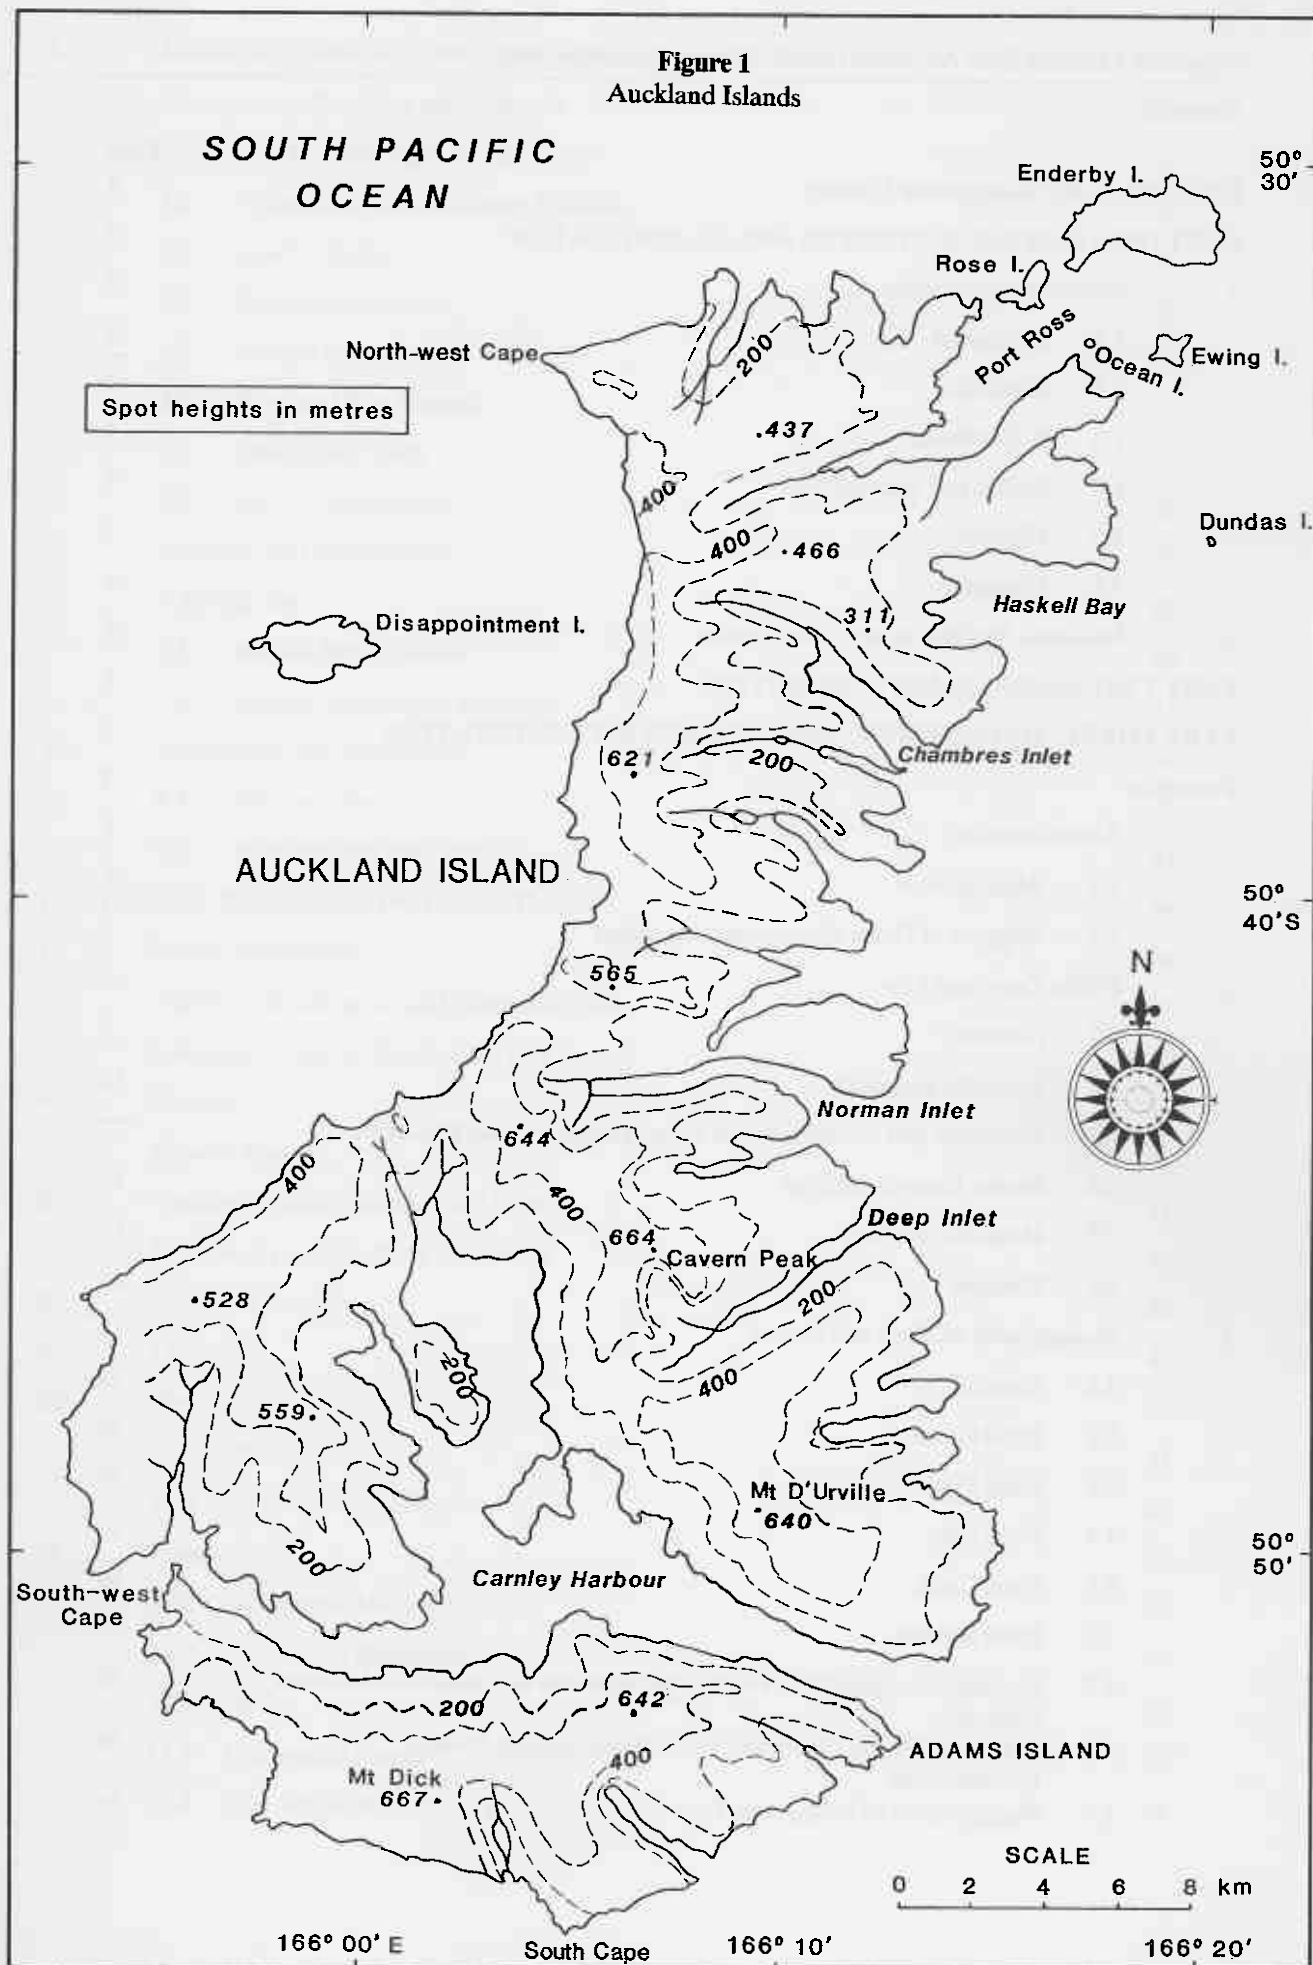 Figure 1
Auckland Islands
SOUTH PACIFIC
OCEAN
50°
30'
Enderby I.
Rose I.
Port Ross
North-west Cape
200
Ocean I.
Ewing I.
Spot heights in metres
.437
400
Dundas I.
400
.466
Haskell Bay
311
Disappointment I.
621
200
Chambres Inlet
AUCKLAND ISLAND
50°
40'S
565
N
Norman Inlet
644
400
400
Deep Inlet
664
Cavern Peak
200
528
200
400
559
Mt D'Urville
640
50°
50'
200
Carnley Harbour
South-west
Cape
200
642
ADAMS ISLAND
400
Mt Dick
667
SCALE
0 2 4 6 8 km
166° 00' E
South Cape
166° 10'
166° 20'